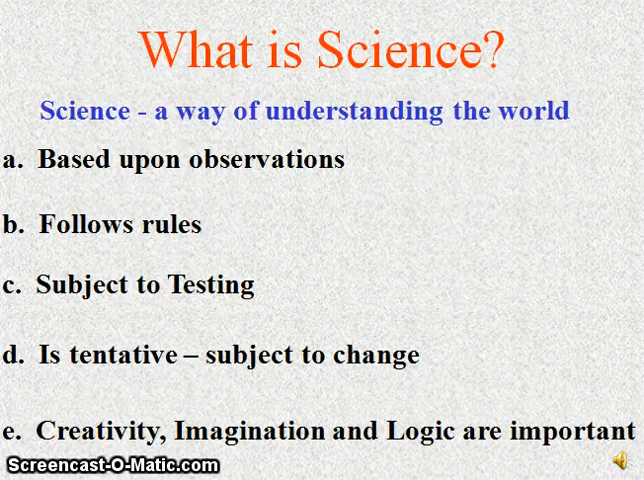 What is Science?
Science - a way of understanding the world
a. Based upon observations
b. Follows rules
c. Subject to Testing
d. Is tentative – subject to change
e. Creativity, Imagination and Logic are important
Screencast-O-Matic.com